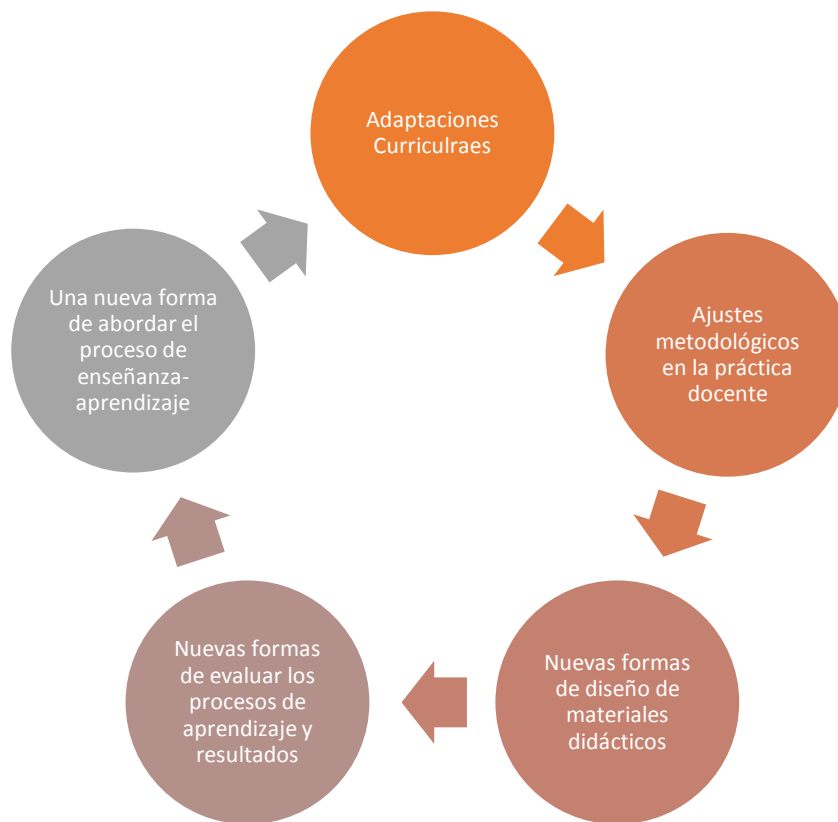 Adaptaciones
Curriculraes
Ajustes
metodológicos
en la práctica
docente
Nuevas formas
de diseño de
materiales
didácticos
Nuevas formas
de evaluar los
procesos de
aprendizaje y
resultados
Una nueva forma
de abordar el
proceso de
enseñanza-
aprendizaje